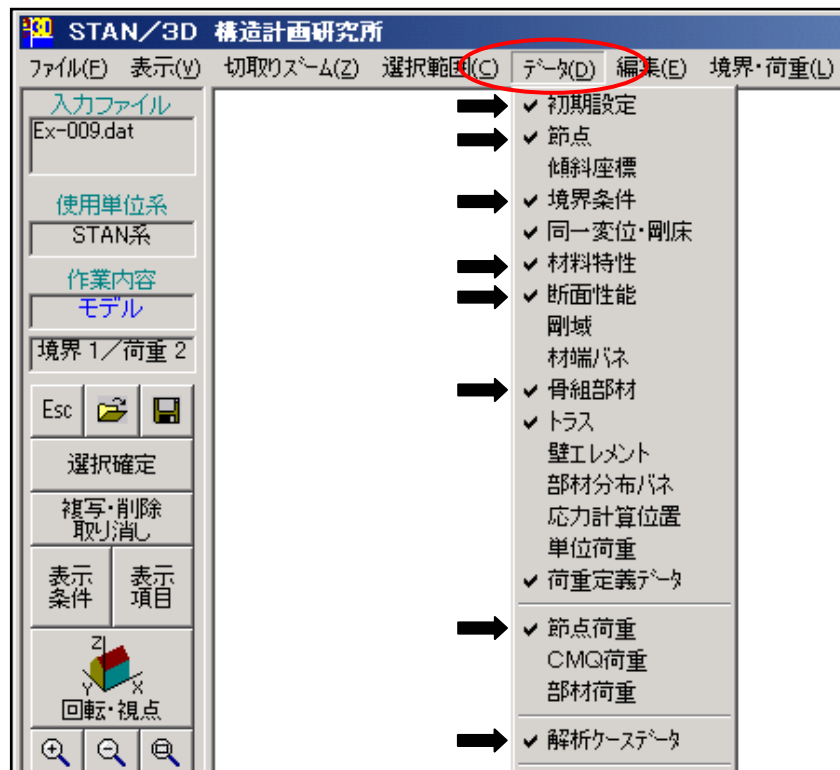 STAN/3D 構造計画研究所
ファイル(F) 表示(V) 切取りズーム(Z) 選択範囲(C) データ(D) 編集(E) 境界・荷重(L)
入力ファイル
Ex-009.dat
使用単位系
STAN系
作業内容
モデル
境界 1/荷重 2
Esc
選択確定
複写・削除
取り消し
表示
条件
表示
項目
Z
Y
X
回転・視点
初期設定
節点
傾斜座標
境界条件
同一変位・剛床
材料特性
断面性能
剛域
材端バネ
骨組部材
トラス
壁エレメント
部材分布バネ
応力計算位置
単位荷重
荷重定義データ
節点荷重
CMQ荷重
部材荷重
解析ケースデータ